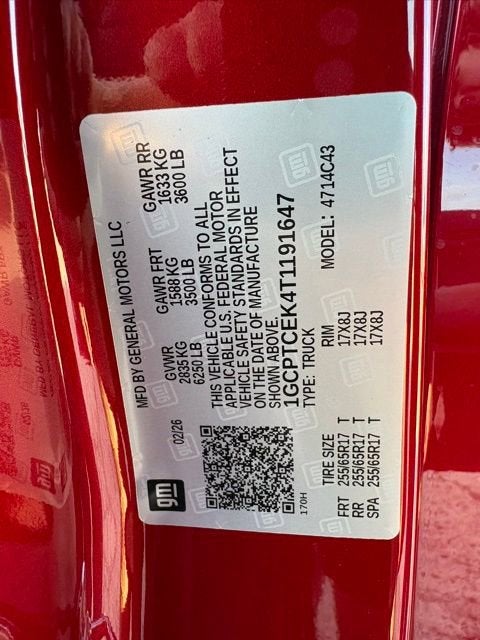 MFD BY GENERAL MOTORS LLC
02/26
GVWR
2835 KG
6250 LB
GAWR FRT
1588 KG
3500 LB
GAWR RR
1633 KG
3600 LB
THIS VEHICLE CONFORMS TO ALL
APPLICABLE U.S. FEDERAL MOTOR
VEHICLE SAFETY STANDARDS IN EFFECT
ON THE DATE OF MANUFACTURE
SHOWN ABOVE.
1GCPTCEK4T1191647
TYPE: TRUCK
MODEL: 4714C43
gm
170H
TIRE SIZE RIM
FRT 255/65R17 T 17X8J
RR 255/65R17 T 17X8J
SPA 255/65R17 T 17X8J